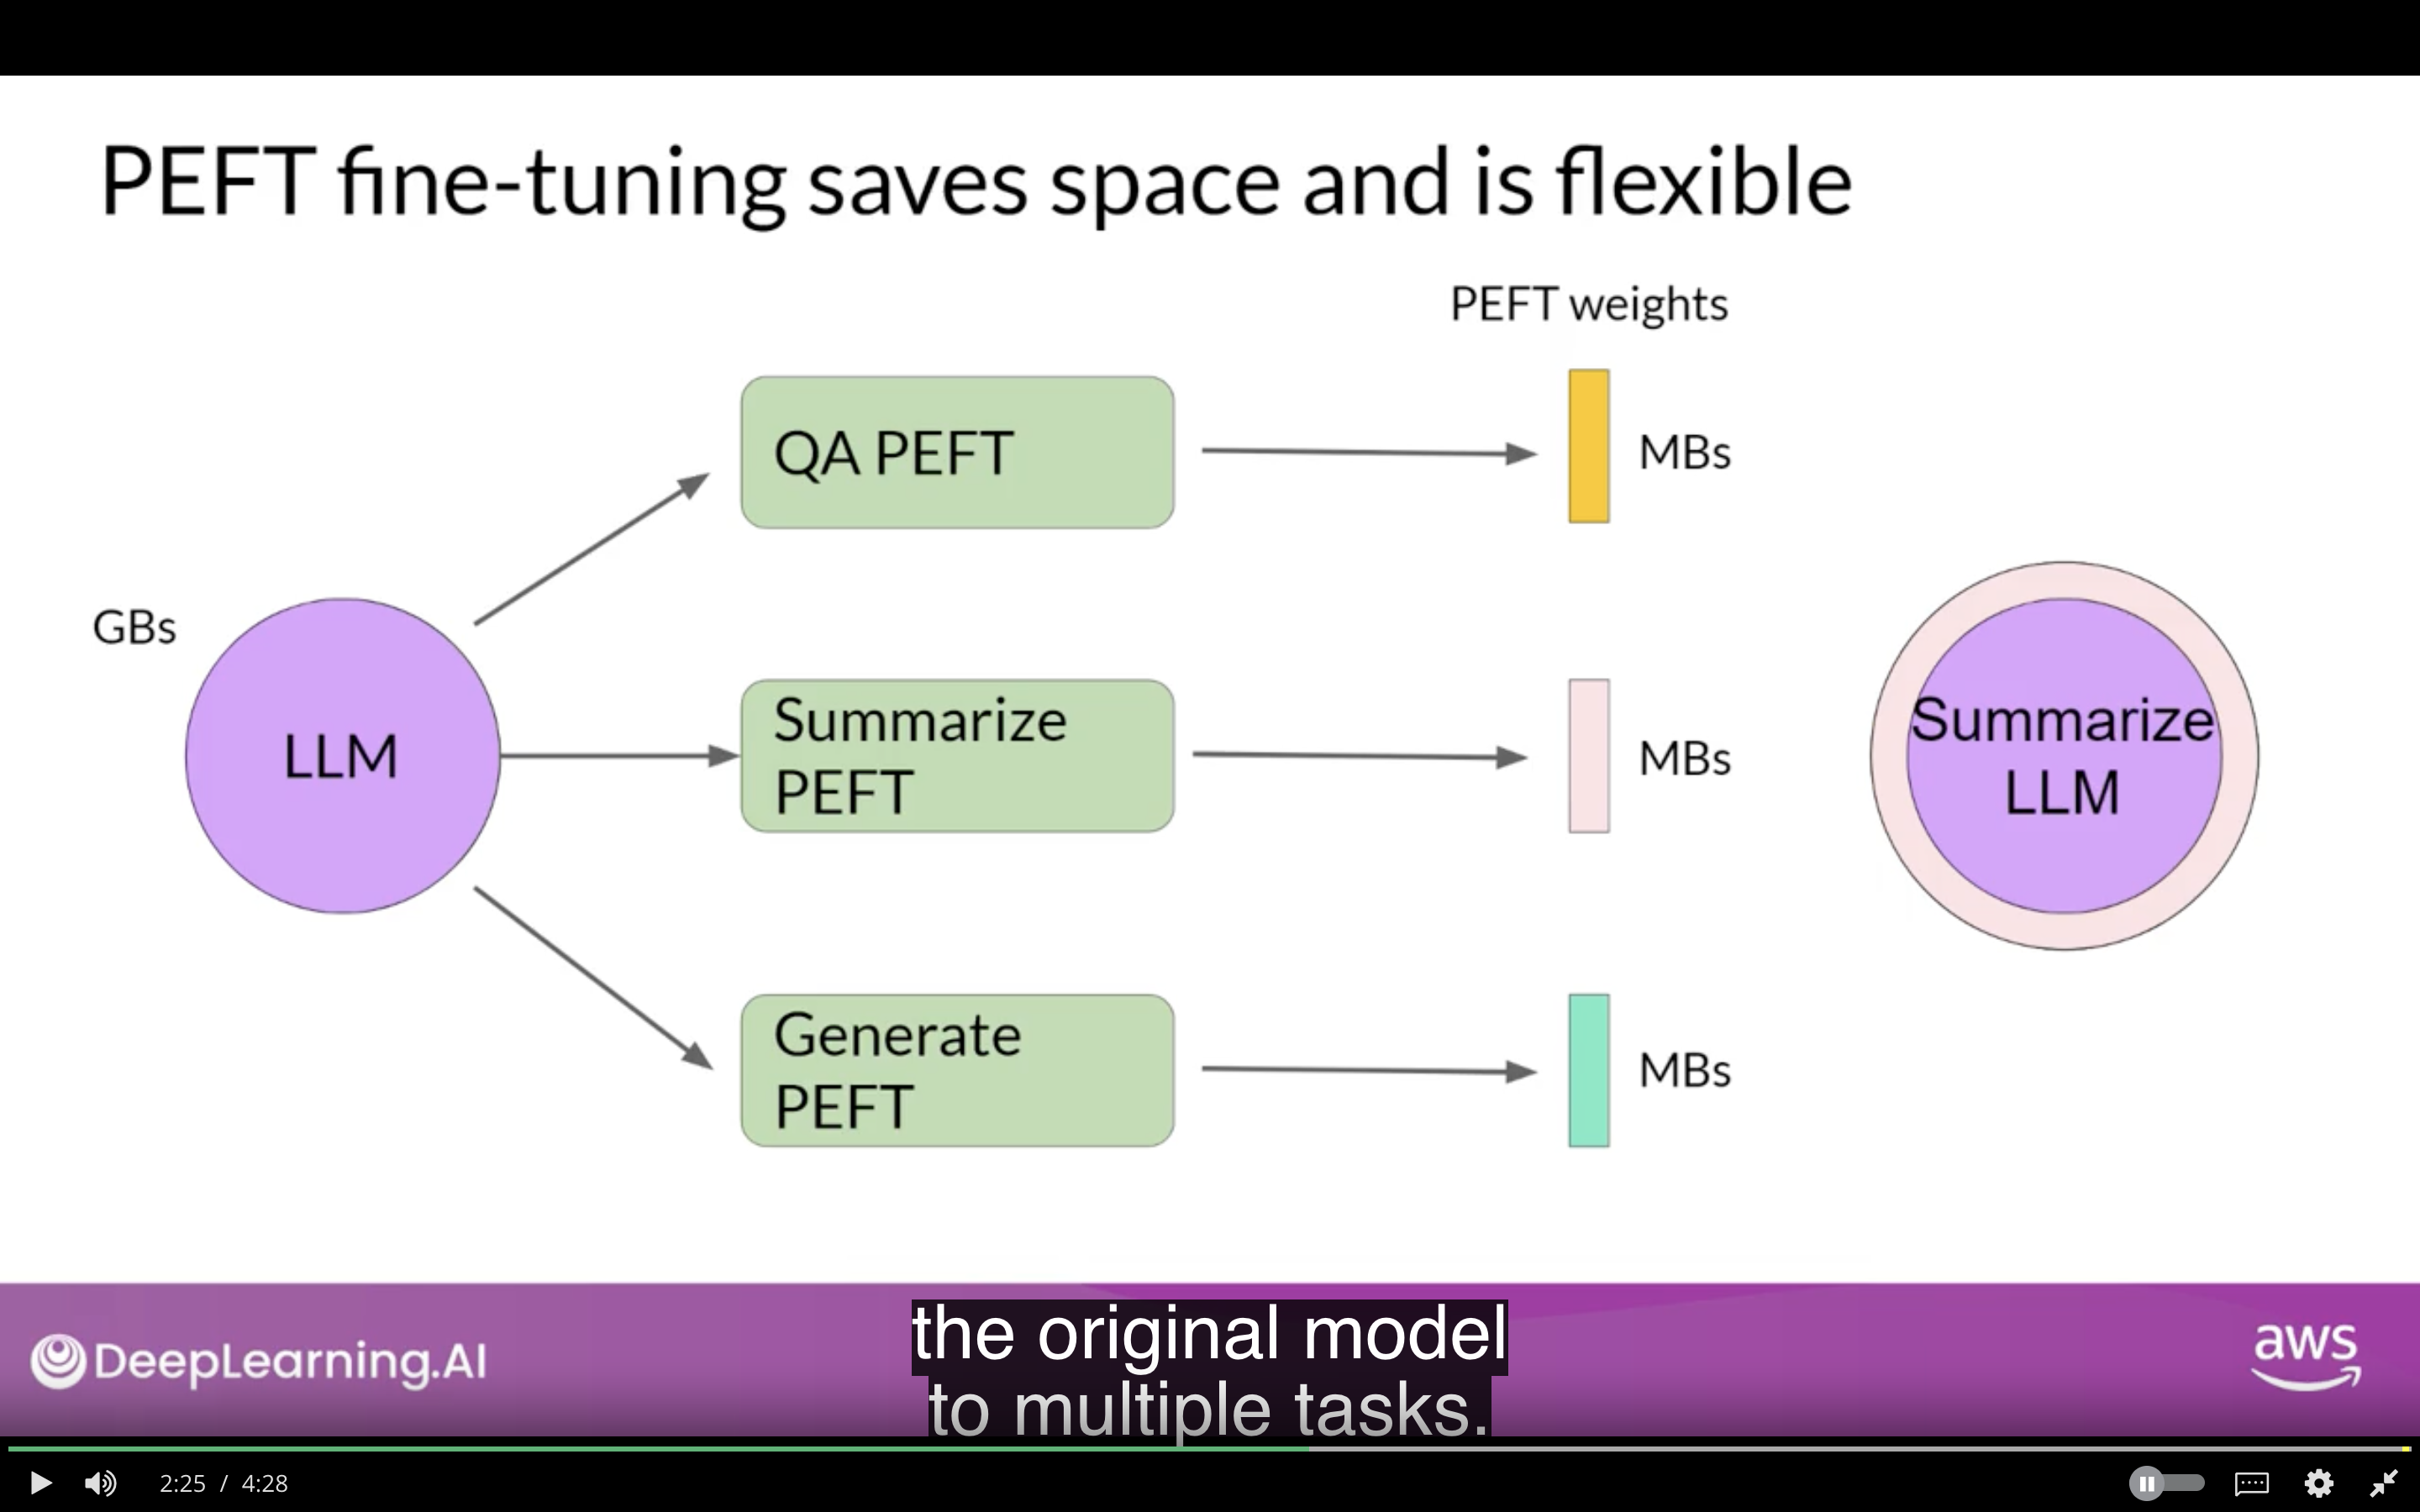 PEFT fine-tuning saves space and is flexible
PEFT weights
QA PEFT
MBs
GBs
LLM
Summarize
PEFT
MBs
Summarize
LLM
Generate
PEFT
MBs
DeepLearning.AI
the original model
to multiple tasks.
aws
2:25 / 4:28